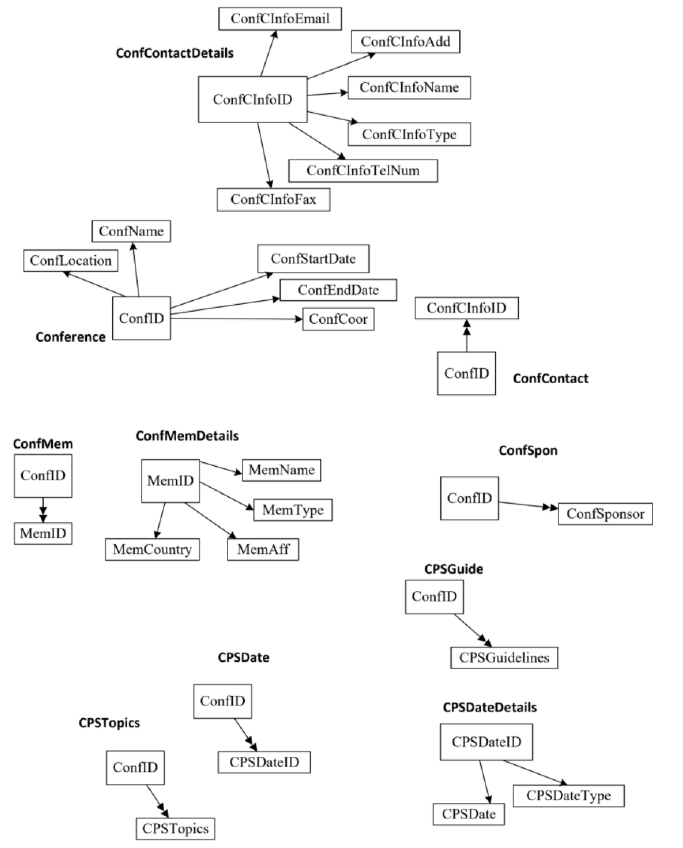 ConfCInfoEmail
ConfContactDetails
ConfCInfoAdd
ConfCInfoID
ConfCInfoName
ConfCInfoType
ConfCInfoTelNum
ConfCInfoFax
ConfName
ConfLocation
ConfStartDate
ConfEndDate
ConfID
ConfCoor
Conference
ConfCInfoID
ConfID
ConfContact
ConfMem
ConfID
MemID
ConfMemDetails
MemID
MemName
MemType
MemCountry
MemAff
ConfSpon
ConfID
ConfSponsor
CPSGuide
ConfID
CPSGuidelines
CPSDate
ConfID
CPSDateID
CPSTopics
ConfID
CPSTopics
CPSDateDetails
CPSDateID
CPSDateType
CPSDate